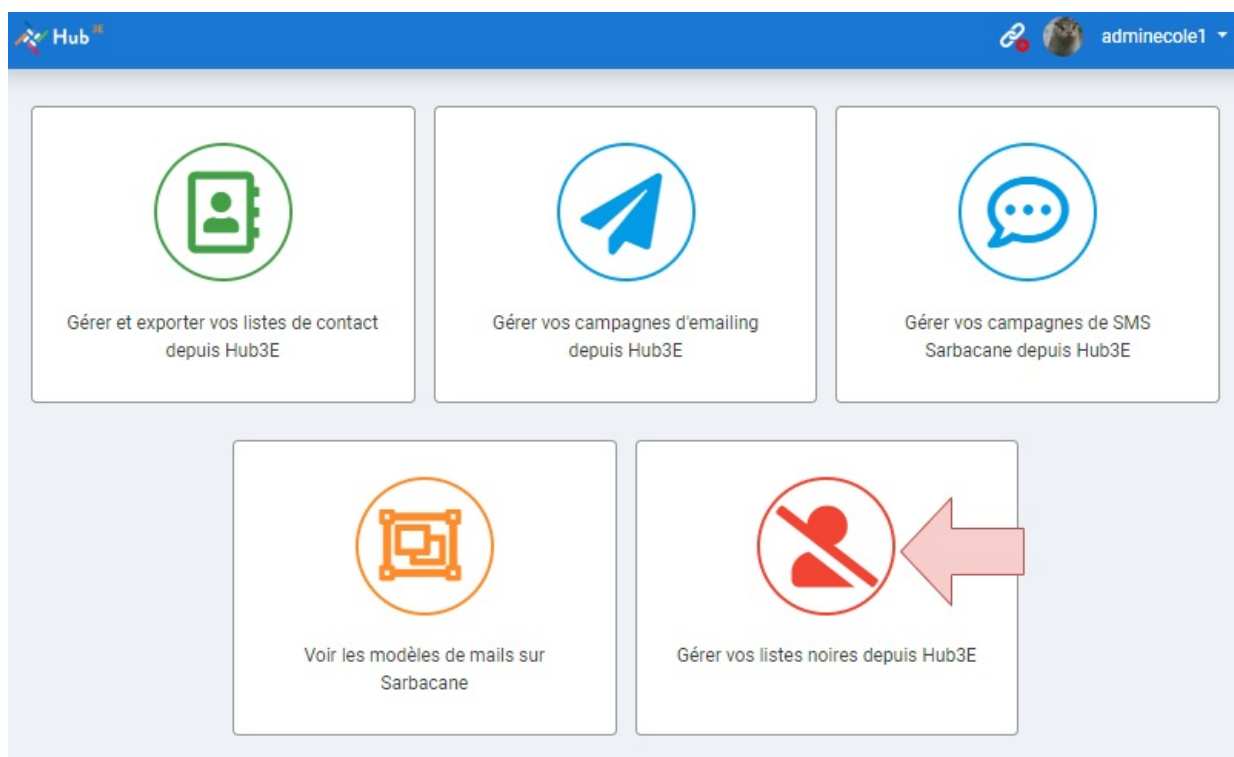 Hub 3E
adminecole1
Gérer et exporter vos listes de contact
depuis Hub3E
Gérer vos campagnes d'emailing
depuis Hub3E
Gérer vos campagnes de SMS
Sarbacane depuis Hub3E
Voir les modèles de mails sur
Sarbacane
Gérer vos listes noires depuis Hub3E